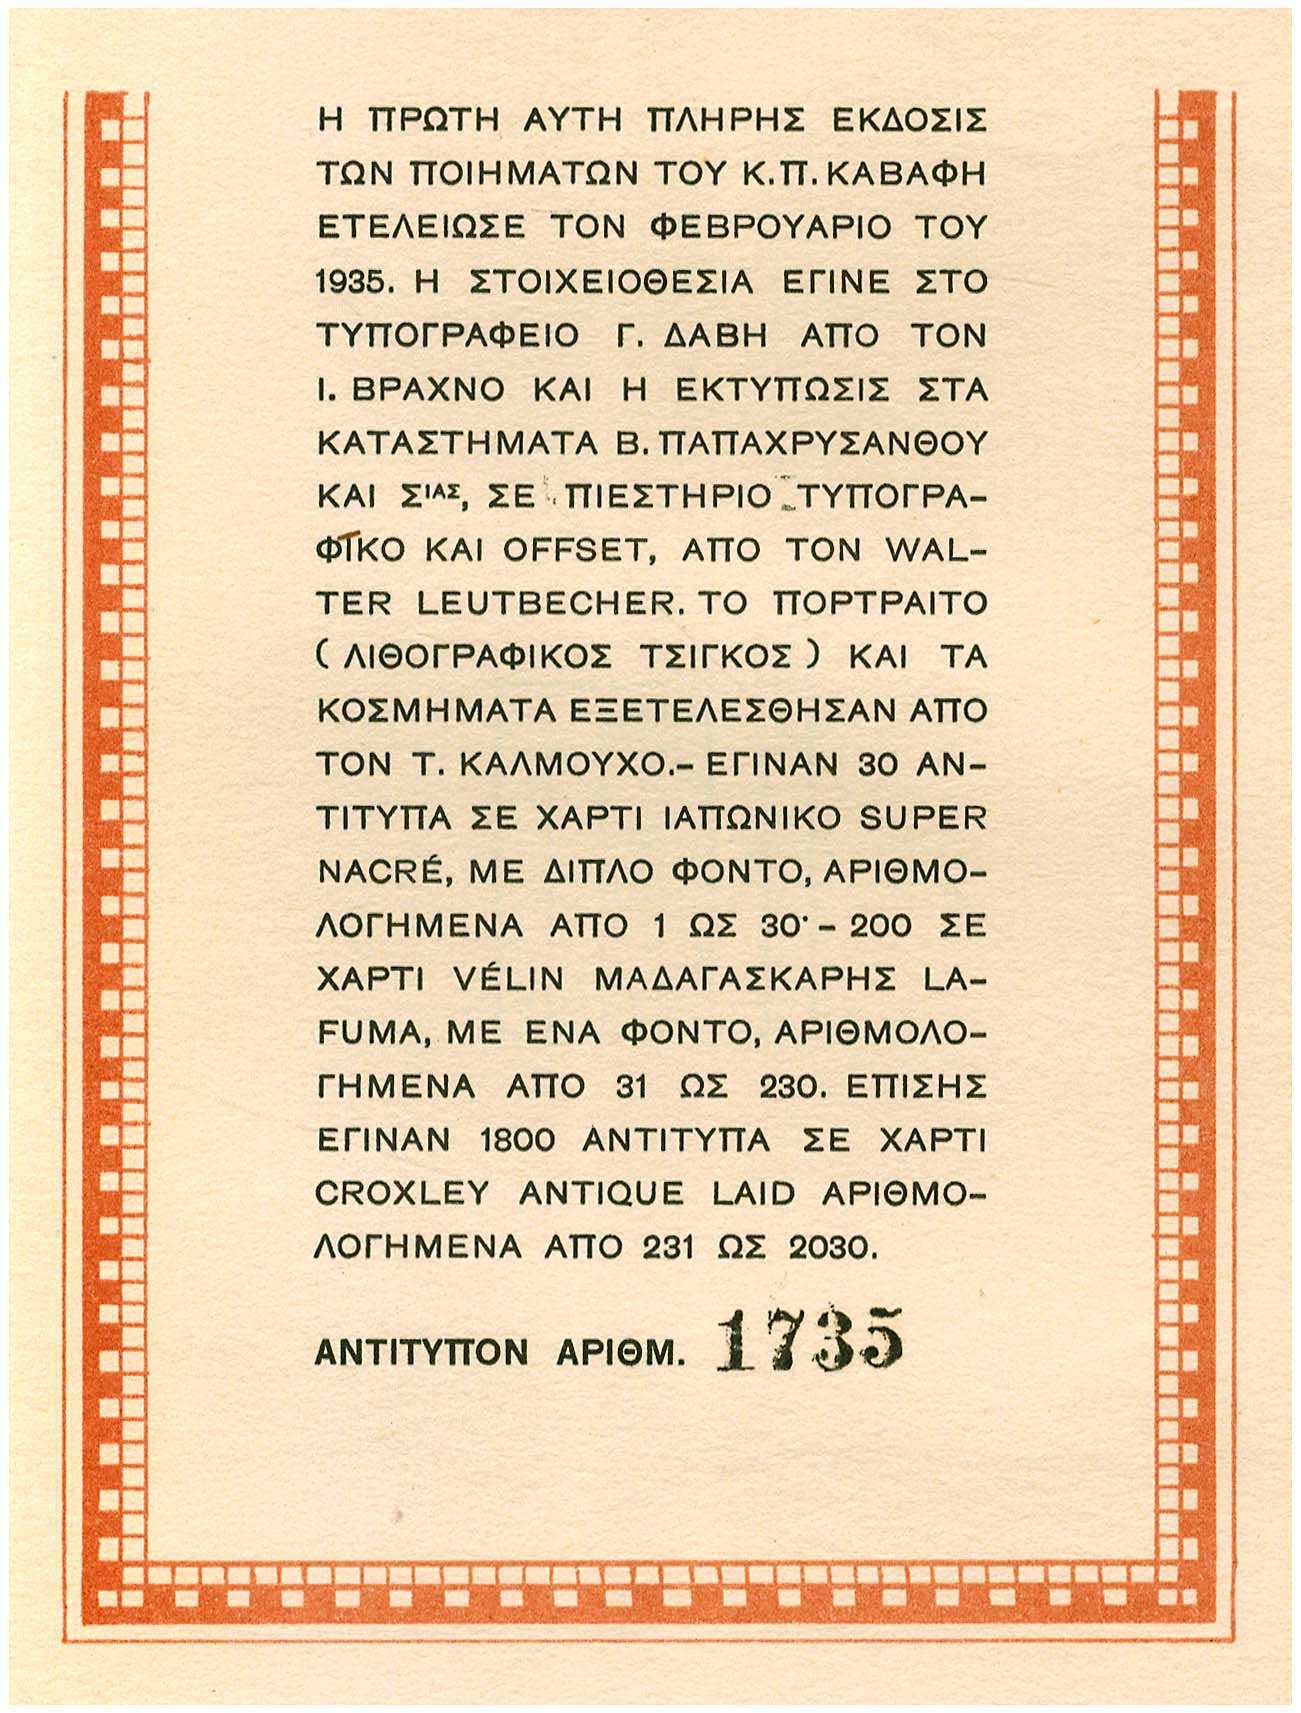 Η ΠΡΩΤΗ ΑΥΤΗ ΠΛΗΡΗΣ ΕΚΔΟΣΙΣ
ΤΩΝ ΠΟΙΗΜΑΤΩΝ ΤΟΥ Κ.Π. ΚΑΒΑΦΗ
ΕΤΕΛΕΙΩΣΕ ΤΟΝ ΦΕΒΡΟΥΑΡΙΟ ΤΟΥ
1935. Η ΣΤΟΙΧΕΙΟΘΕΣΙΑ ΕΓΙΝΕ ΣΤΟ
ΤΥΠΟΓΡΑΦΕΙΟ Γ. ΔΑΒΗ ΑΠΟ ΤΟΝ
Ι. ΒΡΑΧΝΟ ΚΑΙ Η ΕΚΤΥΠΩΣΙΣ ΣΤΑ
ΚΑΤΑΣΤΗΜΑΤΑ Β. ΠΑΠΑΧΡΥΣΑΝΘΟΥ
ΚΑΙ ΣΙΑΣ, ΣΕ ΠΙΕΣΤΗΡΙΟ ΤΥΠΟΓΡΑ-
ΦΙΚΟ ΚΑΙ OFFSET, ΑΠΟ ΤΟΝ WAL-
TER LEUTBECHER. ΤΟ ΠΟΡΤΡΑΙΤΟ
( ΛΙΘΟΓΡΑΦΙΚΟΣ ΤΣΙΓΚΟΣ ) ΚΑΙ ΤΑ
ΚΟΣΜΗΜΑΤΑ ΕΞΕΤΕΛΕΣΘΗΣΑΝ ΑΠΟ
ΤΟΝ Τ. ΚΑΛΜΟΥΧΟ.– ΕΓΙΝΑΝ 30 ΑΝ-
ΤΙΤΥΠΑ ΣΕ ΧΑΡΤΙ ΙΑΠΩΝΙΚΟ SUPER
NACRÉ, ΜΕ ΔΙΠΛΟ ΦΟΝΤΟ, ΑΡΙΘΜΟ-
ΛΟΓΗΜΕΝΑ ΑΠΟ 1 ΩΣ 30· – 200 ΣΕ
ΧΑΡΤΙ VÉLIN ΜΑΔΑΓΑΣΚΑΡΗΣ LA-
FUMA, ΜΕ ΕΝΑ ΦΟΝΤΟ, ΑΡΙΘΜΟΛΟ-
ΓΗΜΕΝΑ ΑΠΟ 31 ΩΣ 230. ΕΠΙΣΗΣ
ΕΓΙΝΑΝ 1800 ΑΝΤΙΤΥΠΑ ΣΕ ΧΑΡΤΙ
CROXLEY ANTIQUE LAID ΑΡΙΘΜΟ-
ΛΟΓΗΜΕΝΑ ΑΠΟ 231 ΩΣ 2030.
ΑΝΤΙΤΥΠΟΝ ΑΡΙΘΜ. 1735